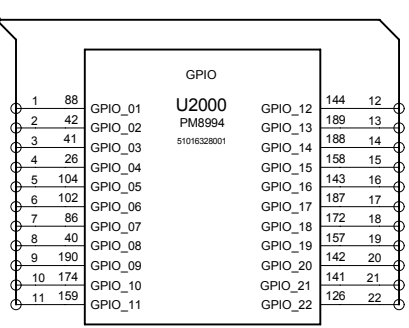 GPIO
U2000
PM8994
51016328001
1 88 GPIO_01 GPIO_12 144 12
2 42 GPIO_02 GPIO_13 189 13
3 41 GPIO_03 GPIO_14 188 14
4 26 GPIO_04 GPIO_15 158 15
5 104 GPIO_05 GPIO_16 143 16
6 102 GPIO_06 GPIO_17 187 17
7 86 GPIO_07 GPIO_18 172 18
8 40 GPIO_08 GPIO_19 157 19
9 190 GPIO_09 GPIO_20 142 20
10 174 GPIO_10 GPIO_21 141 21
11 159 GPIO_11 GPIO_22 126 22